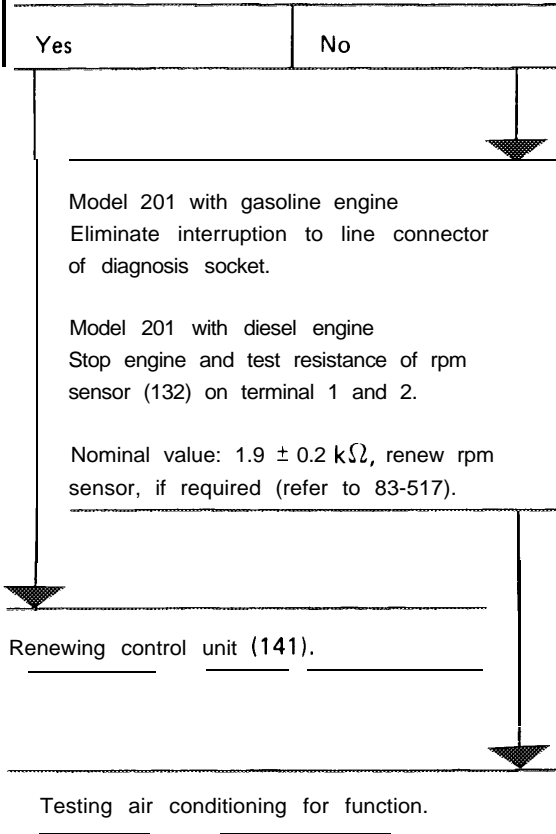 Yes No
Model 201 with gasoline engine
Eliminate interruption to line connector
of diagnosis socket.
Model 201 with diesel engine
Stop engine and test resistance of rpm
sensor (132) on terminal 1 and 2.
Nominal value: 1.9 ± 0.2 kΩ, renew rpm
sensor, if required (refer to 83-517).
Renewing control unit (141).
Testing air conditioning for function.